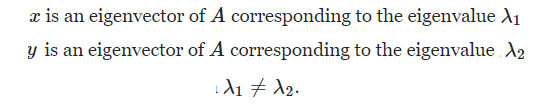 x is an eigenvector of A corresponding to the eigenvalue λ₁
y is an eigenvector of A corresponding to the eigenvalue λ₂
λ₁ ≠ λ₂.